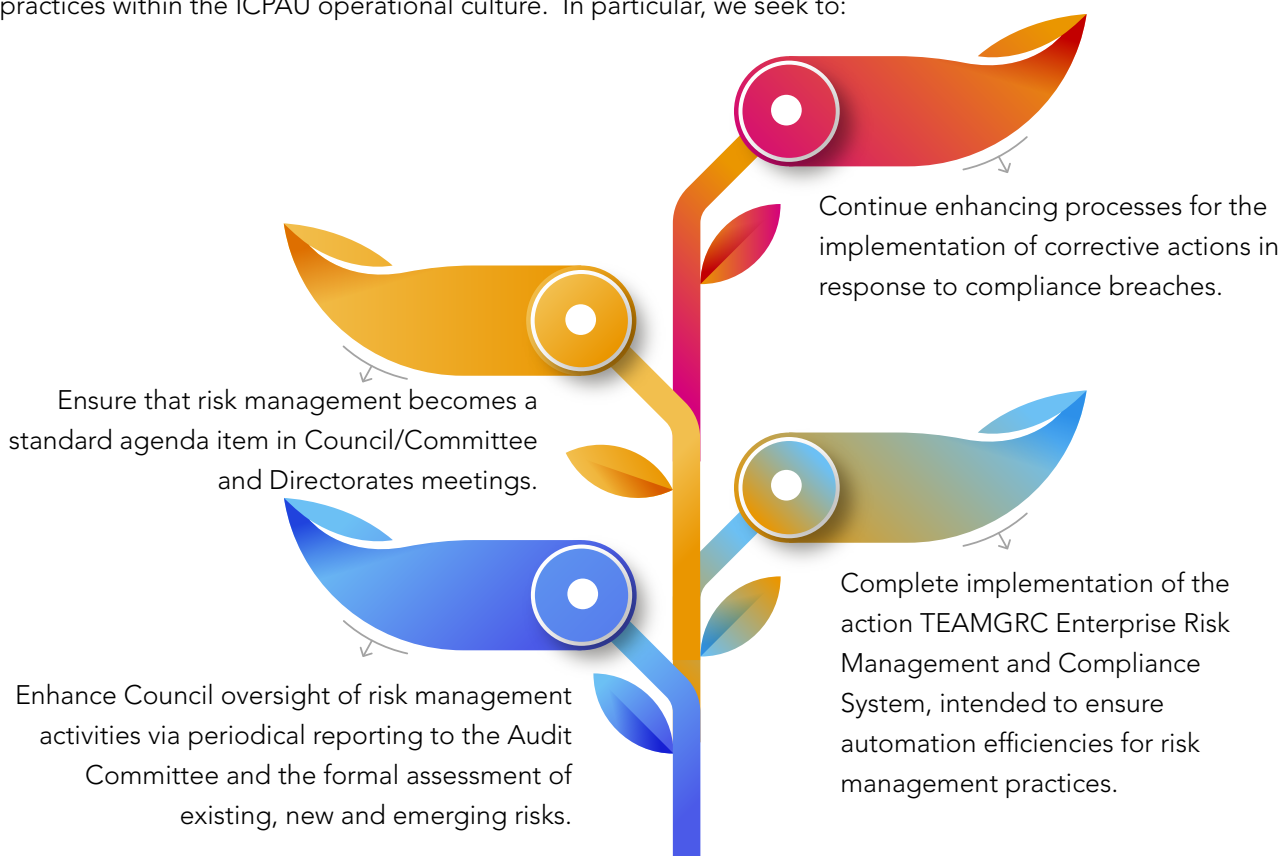 practices within the ICPAU operational culture.  In particular, we seek to:
Continue enhancing processes for the
implementation of corrective actions in
response to compliance breaches.
Ensure that risk management becomes a
standard agenda item in Council/Committee
and Directorates meetings.
Complete implementation of the
action TEAMGRC Enterprise Risk
Management and Compliance
System, intended to ensure
automation efficiencies for risk
management practices.
Enhance Council oversight of risk management
activities via periodical reporting to the Audit
Committee and the formal assessment of
existing, new and emerging risks.